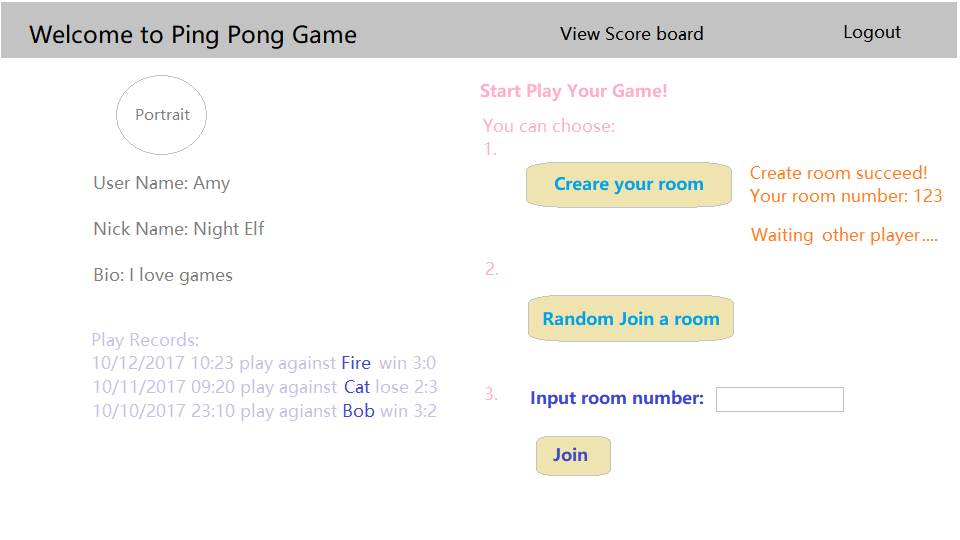 Welcome to Ping Pong Game
View Score board
Logout
Portrait
User Name: Amy
Nick Name: Night Elf
Bio: I love games
Play Records:
10/12/2017 10:23 play against Fire win 3:0
10/11/2017 09:20 play against Cat lose 2:3
10/10/2017 23:10 play agianst Bob win 3:2
Start Play Your Game!
You can choose:
1.
Creare your room
Create room succeed!
Your room number: 123
Waiting other player....
2.
Random Join a room
3.
Input room number:
Join